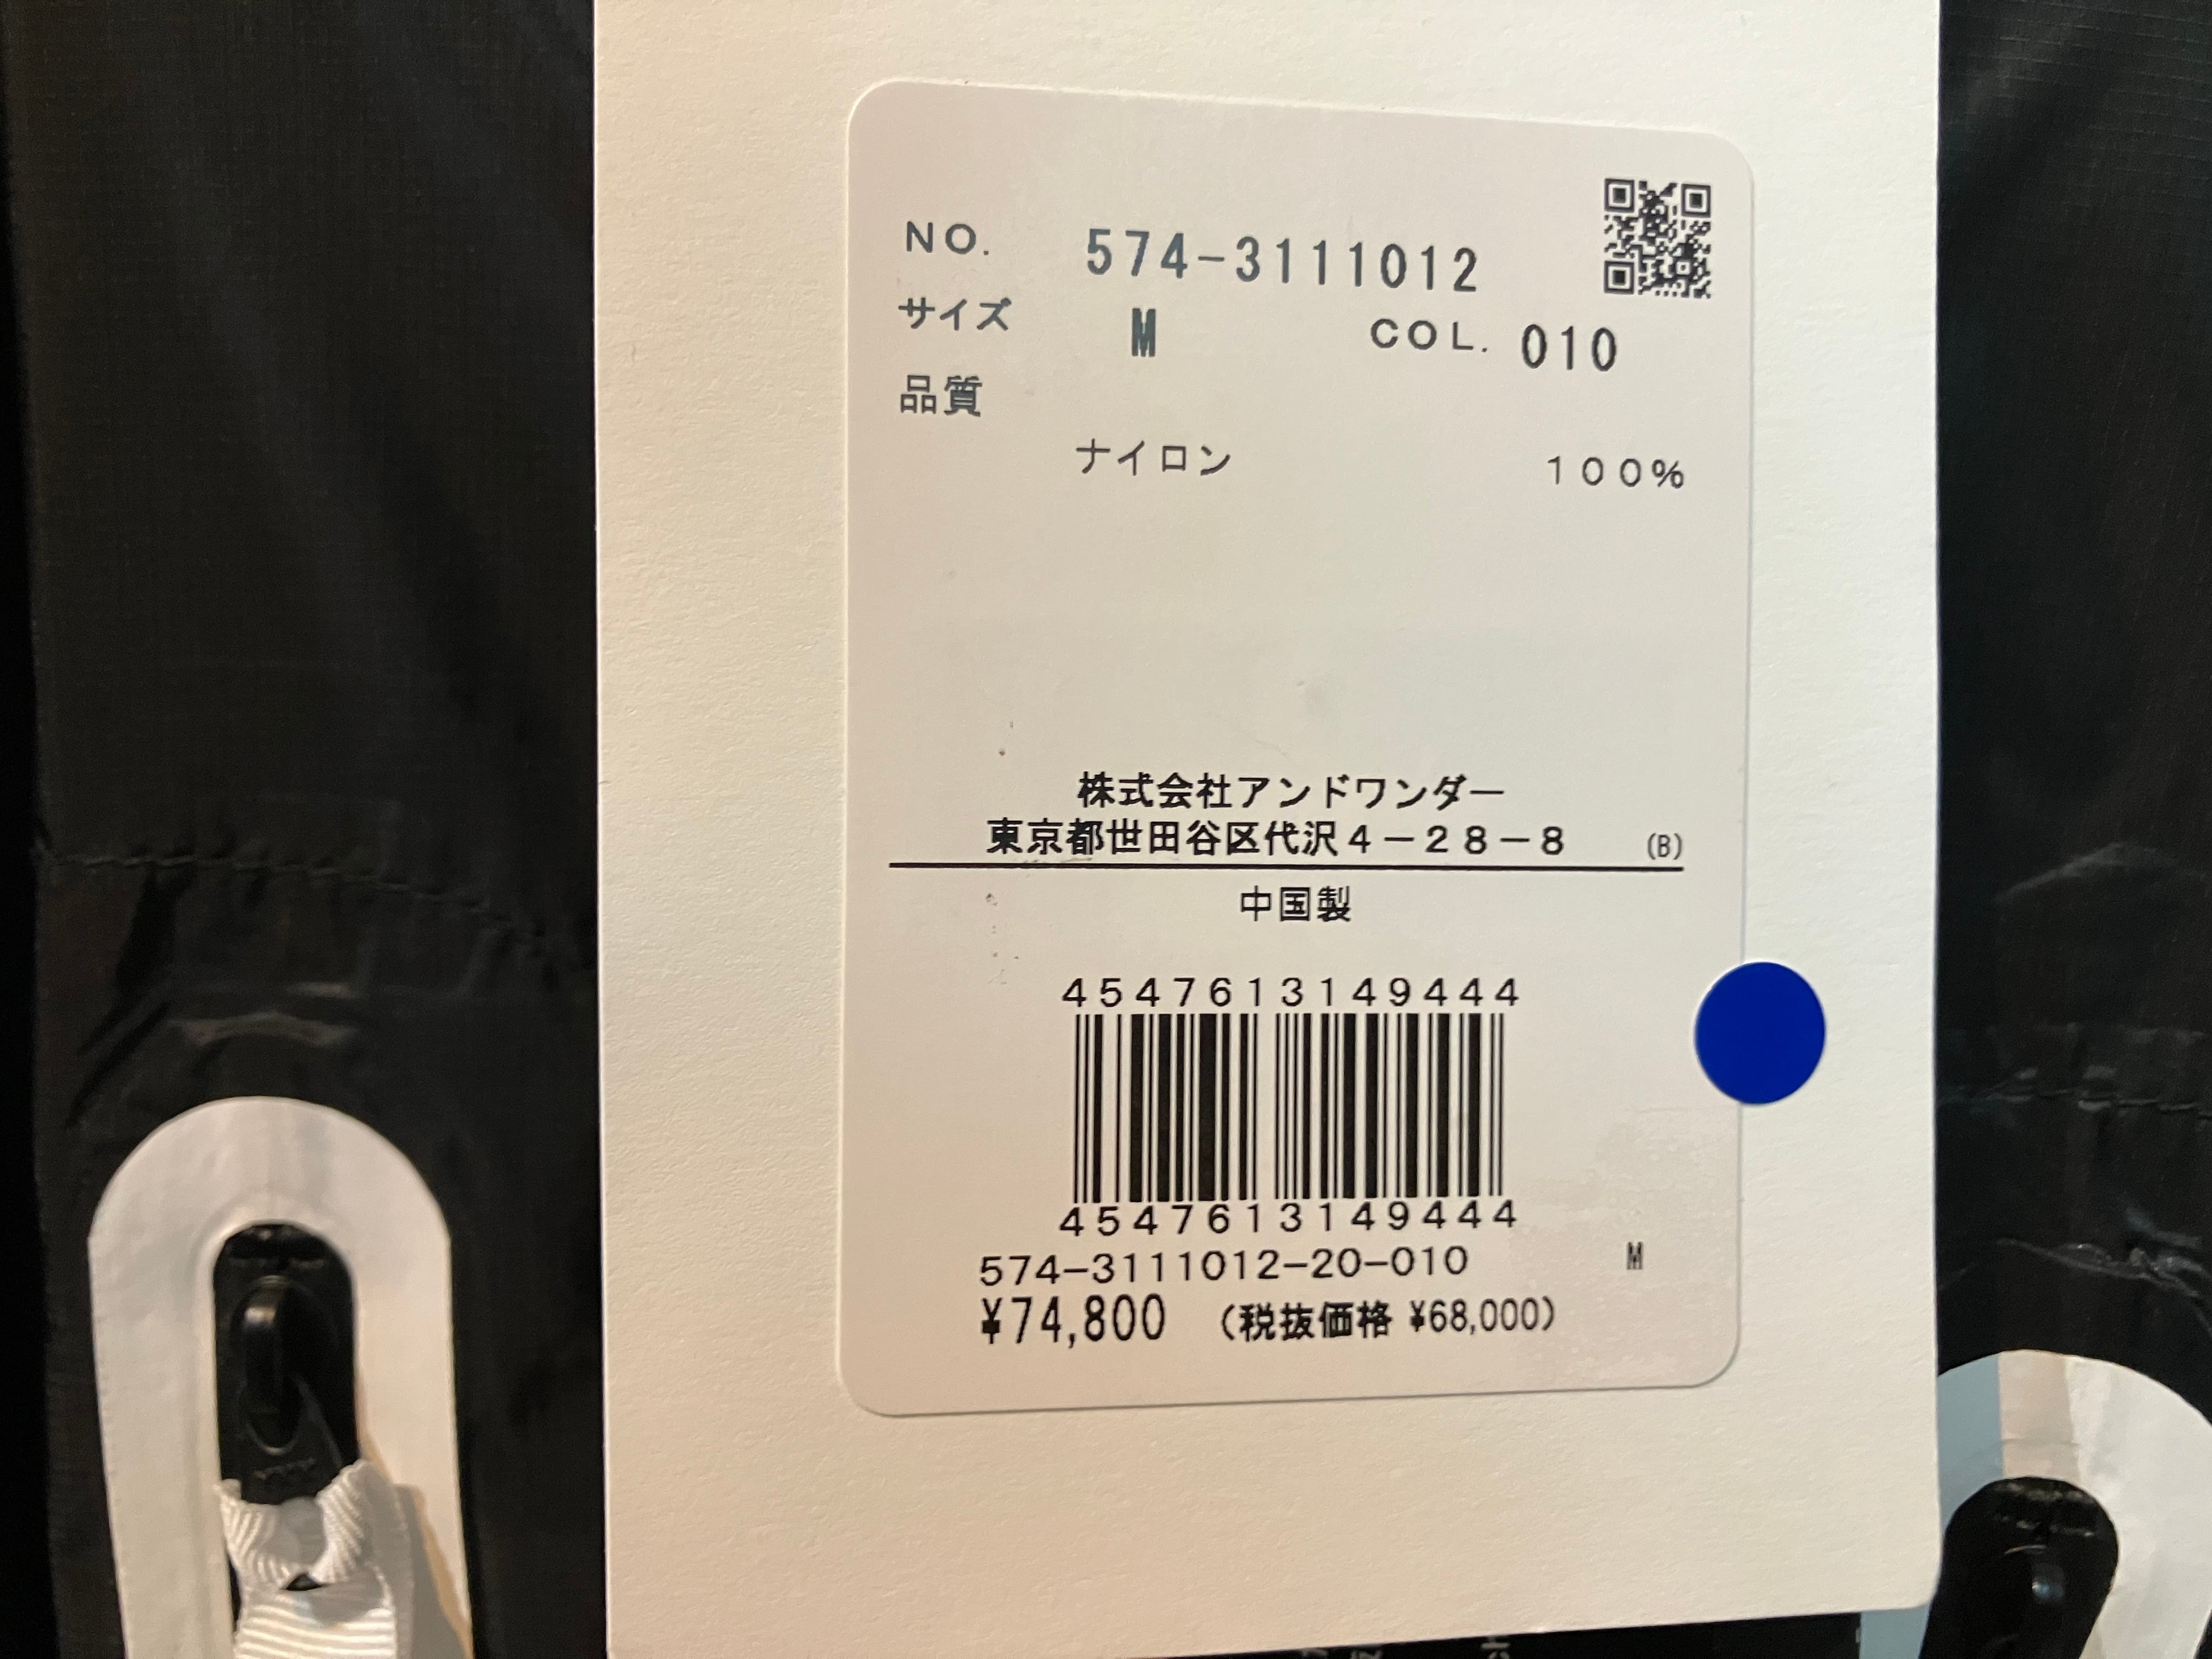 NO. 574-3111012
サイズ M COL. 010
品質
ナイロン 100%
株式会社アンドワンダー
東京都世田谷区代沢4-28-8 (B)
中国製
4547613149444
4547613149444
574-3111012-20-010 M
¥74,800 (税抜価格 ¥68,000)